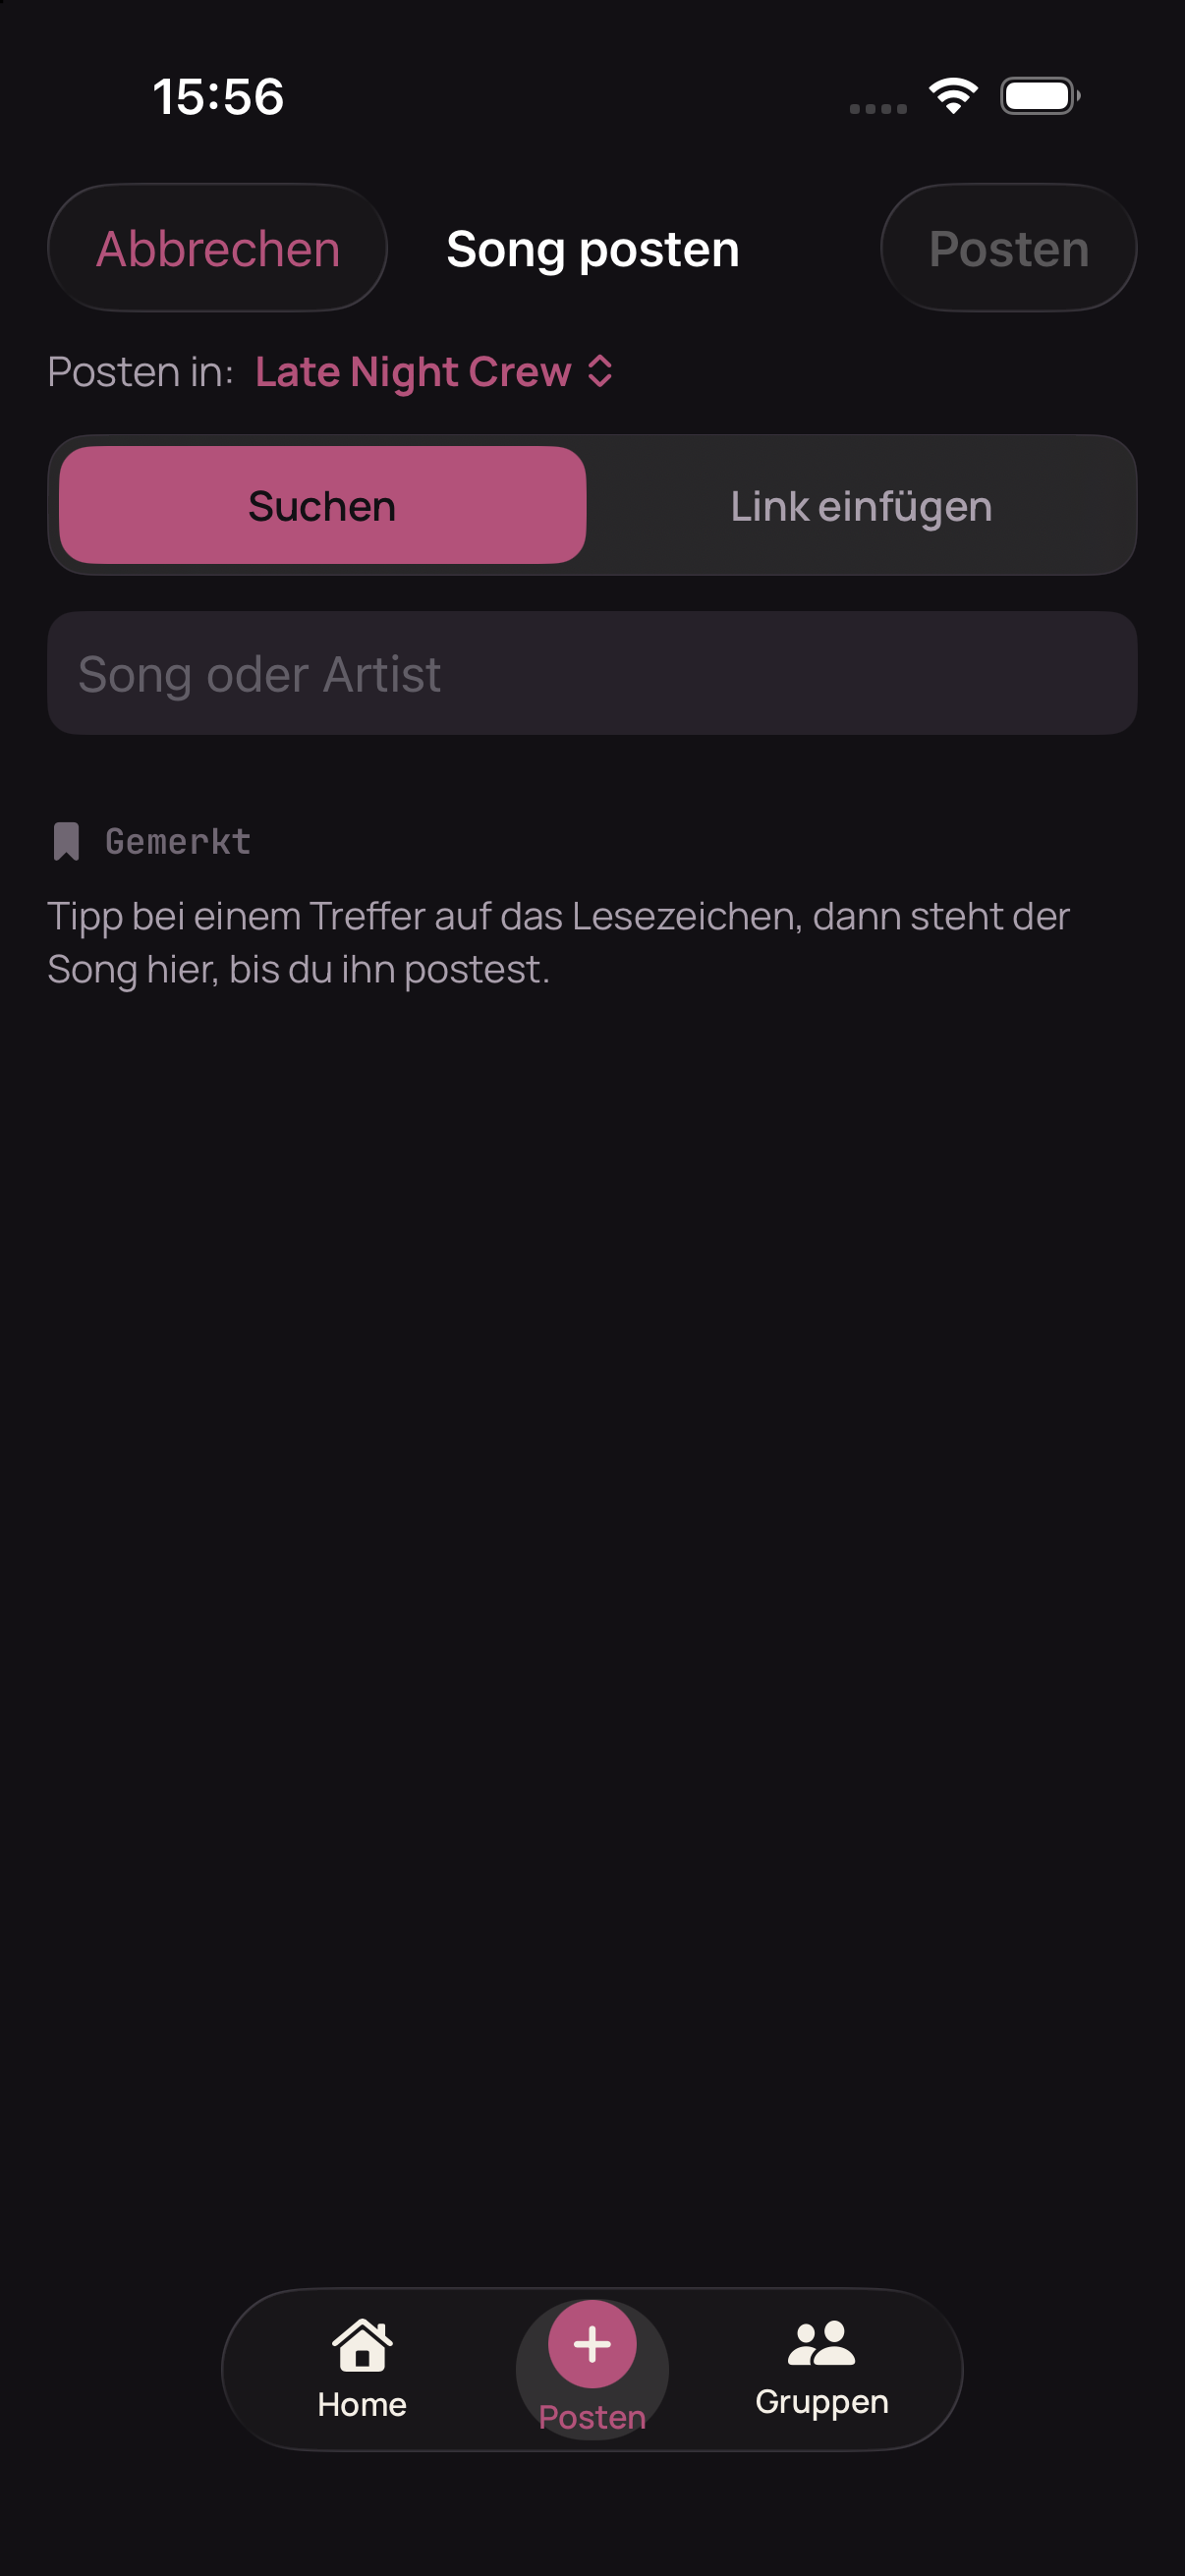 15:56
Abbrechen
Song posten
Posten
Posten in: Late Night Crew
Suchen
Link einfügen
Song oder Artist
Gemerkt
Tipp bei einem Treffer auf das Lesezeichen, dann steht der
Song hier, bis du ihn postest.
Home
Posten
Gruppen